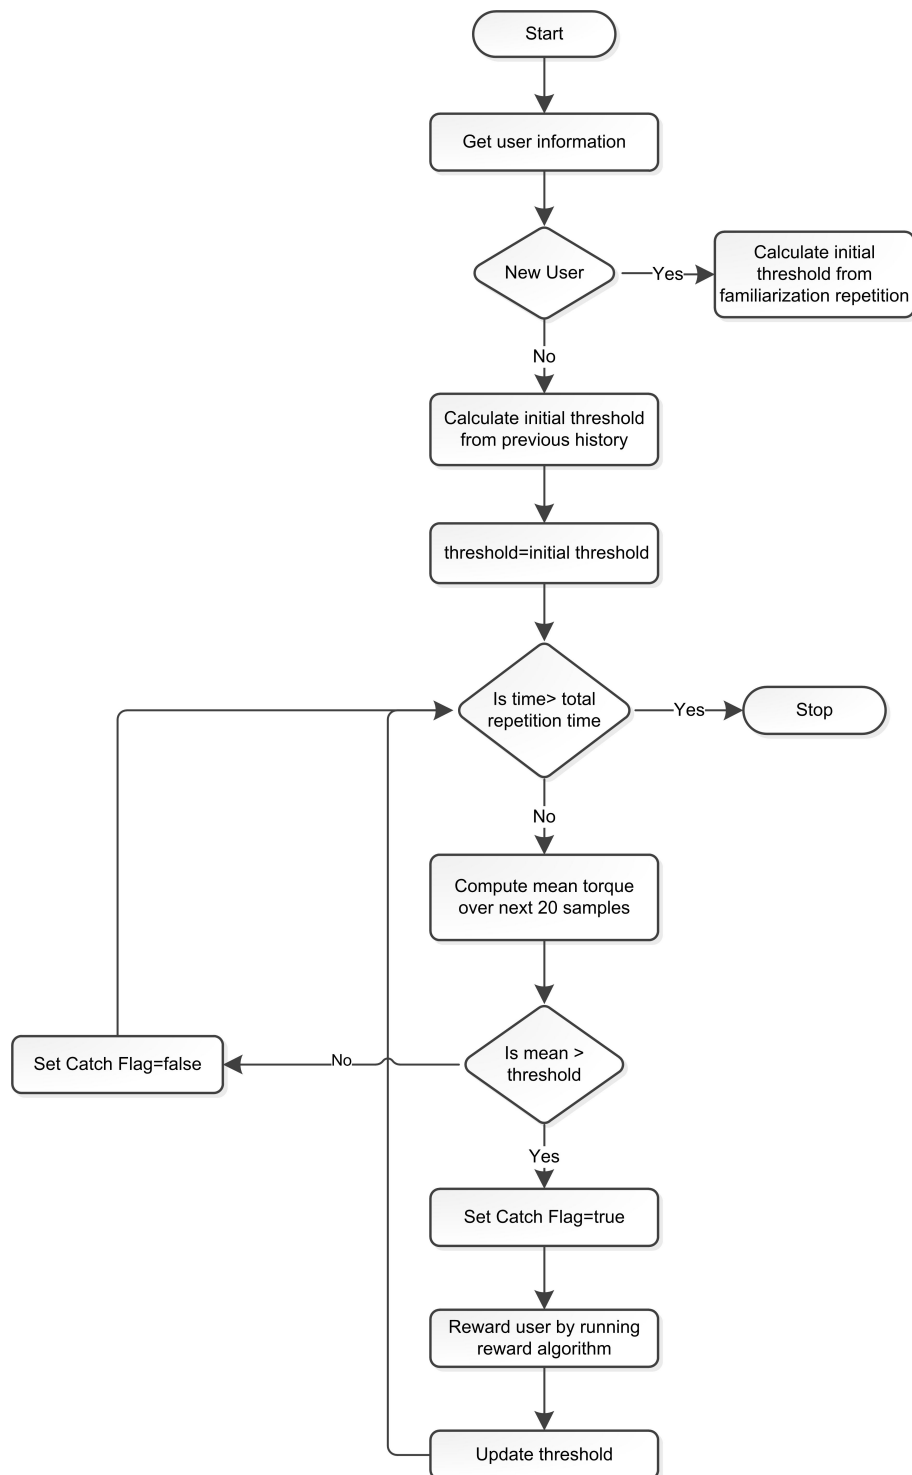 Start
Get user information
New User
Yes
Calculate initial
threshold from
familiarization repetition
No
Calculate initial threshold
from previous history
threshold=initial threshold
Is time> total
repetition time
Yes
Stop
No
Compute mean torque
over next 20 samples
Is mean >
threshold
No
Set Catch Flag=false
Yes
Set Catch Flag=true
Reward user by running
reward algorithm
Update threshold